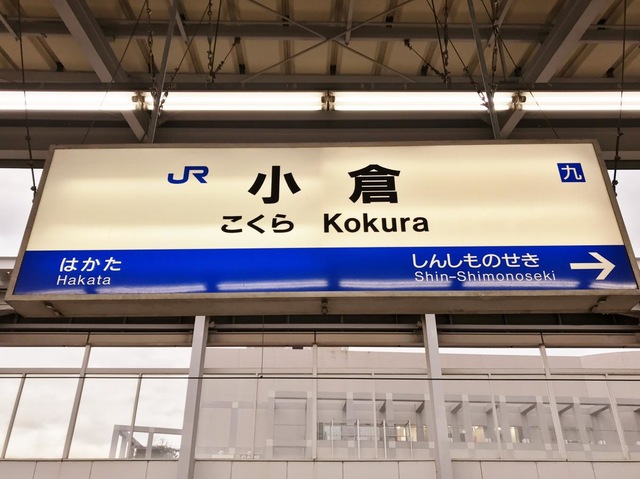 JR 小倉 九
こくら Kokura
はかた しんしものせき
Hakata Shin-Shimonoseki